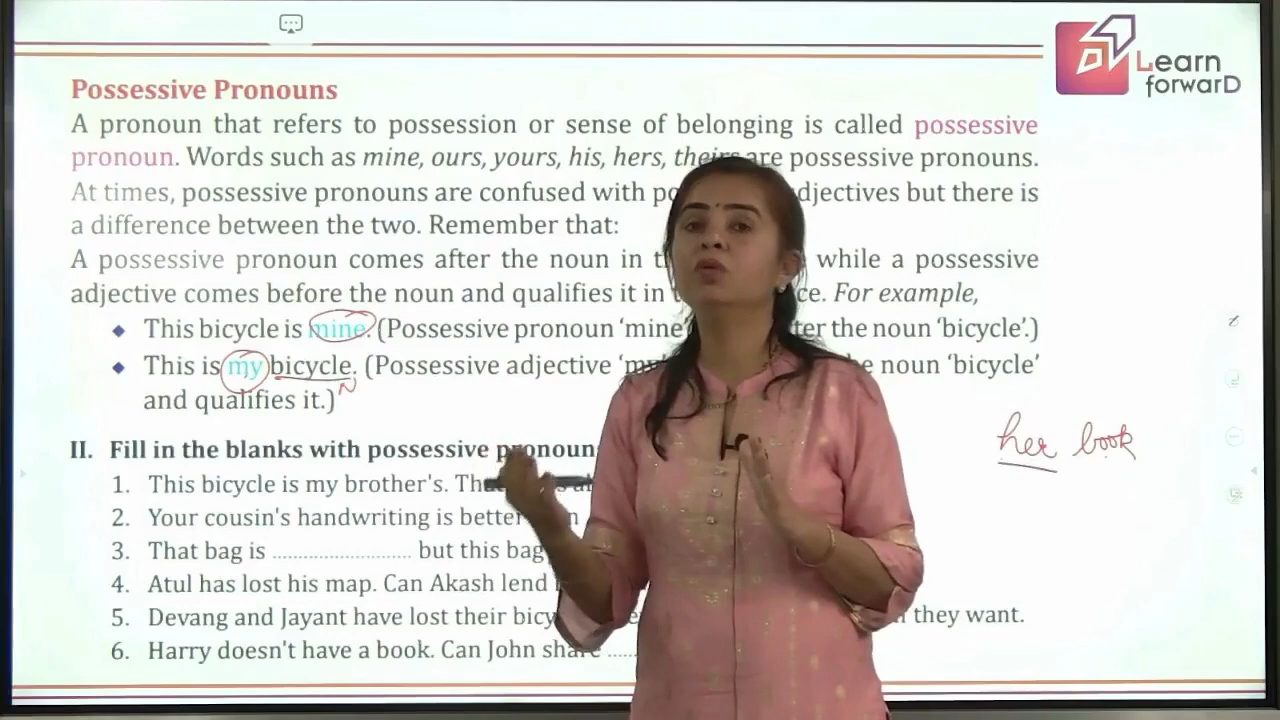 Learn
forwarD
Possessive Pronouns
A pronoun that refers to possession or sense of belonging is called possessive
pronoun. Words such as mine, ours, yours, his, hers, theirs are possessive pronouns.
At times, possessive pronouns are confused with adjectives but there is
a difference between the two. Remember that:
A possessive pronoun comes after the noun in while a possessive
adjective comes before the noun and qualifies it in For example,
This bicycle is mine. (Possessive pronoun 'mine' the noun 'bicycle'.)
This is my bicycle. (Possessive adjective 'my' noun 'bicycle'
and qualifies it.)
N
her book
II. Fill in the blanks with possessive pronoun
1. This bicycle is my brother's.
2. Your cousin's handwriting is better
3. That bag is .............................. but this bag
4. Atul has lost his map. Can Akash lend
5. Devang and Jayant have lost their they want.
6. Harry doesn't have a book. Can John share ......